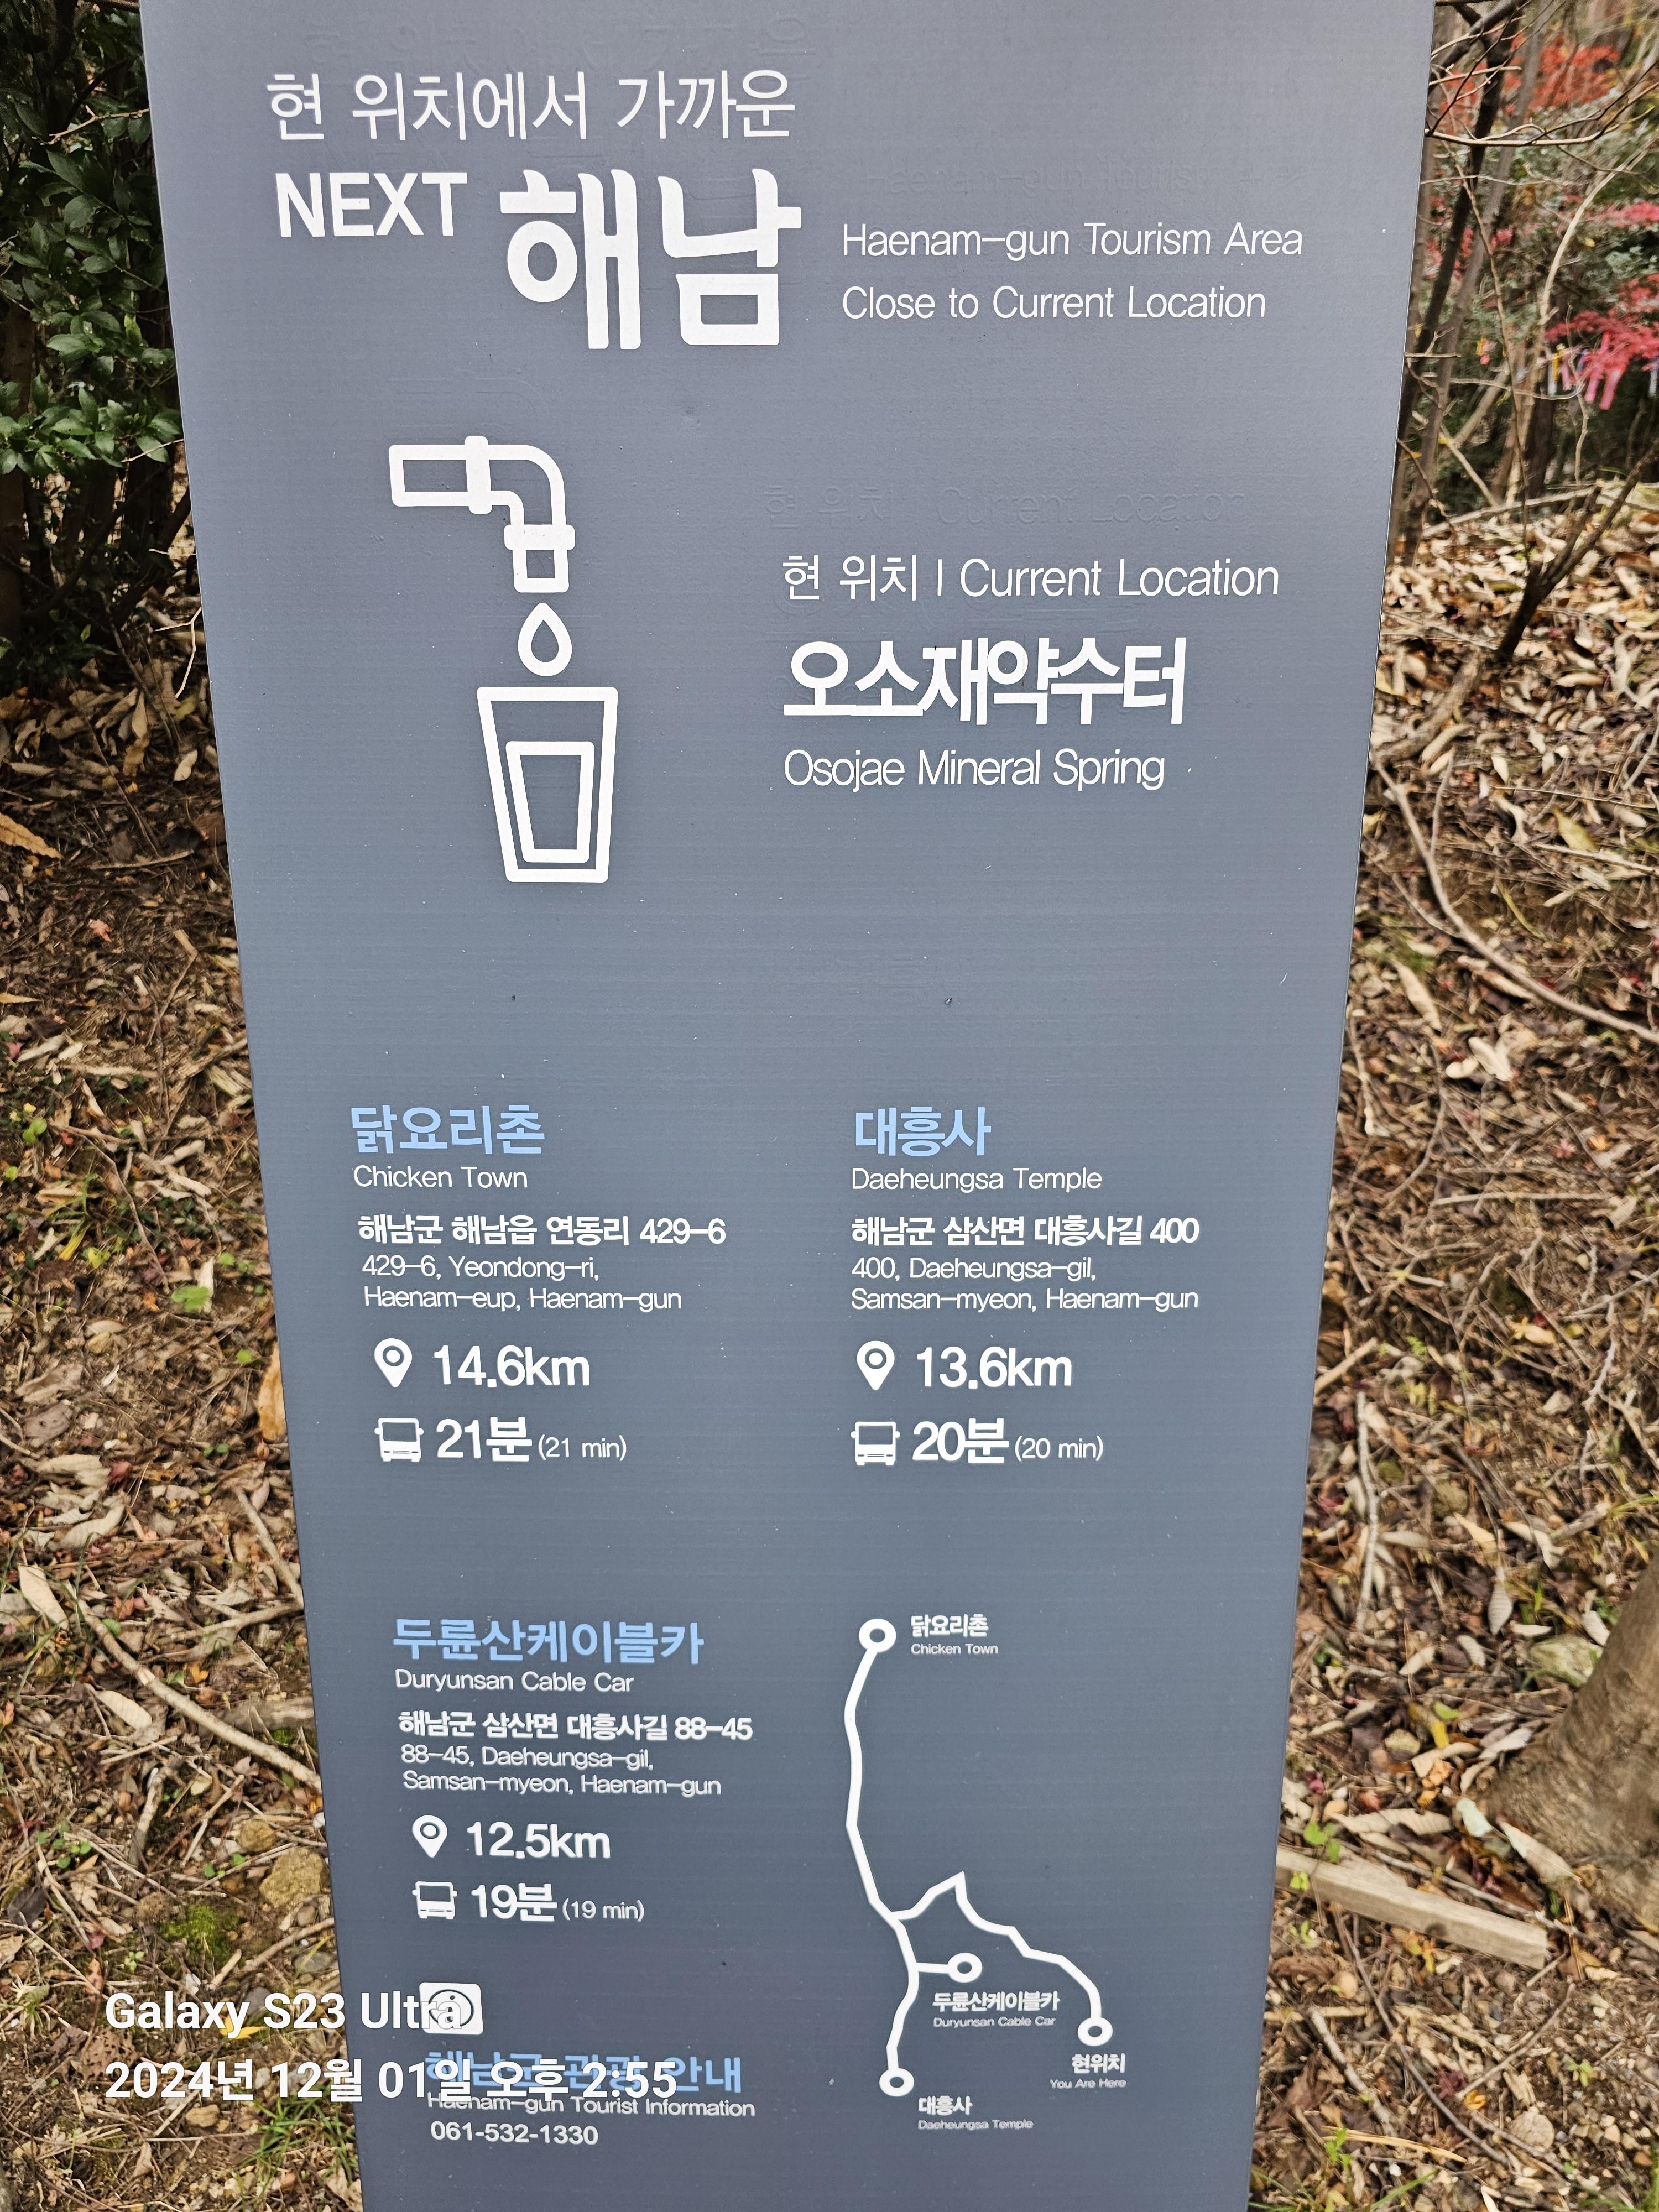 현 위치에서 가까운
NEXT 해남
Haenam-gun Tourism Area
Close to Current Location
현 위치 | Current Location
오소재약수터
Osojae Mineral Spring
닭요리촌
Chicken Town
해남군 해남읍 연동리 429-6
429-6, Yeondong-ri,
Haenam-eup, Haenam-gun
14.6km
21분 (21 min)
대흥사
Daeheungsa Temple
해남군 삼산면 대흥사길 400
400, Daeheungsa-gil,
Samsan-myeon, Haenam-gun
13.6km
20분 (20 min)
두륜산케이블카
Duryunsan Cable Car
해남군 삼산면 대흥사길 88-45
88-45, Daeheungsa-gil,
Samsan-myeon, Haenam-gun
12.5km
19분 (19 min)
닭요리촌
Chicken Town
두륜산케이블카
Duryunsan Cable Car
현위치
You Are Here
대흥사
Daeheungsa Temple
해남군 관광 안내
Haenam-gun Tourist Information
061-532-1330
Galaxy S23 Ultra
2024년 12월 01일 오후 2:55